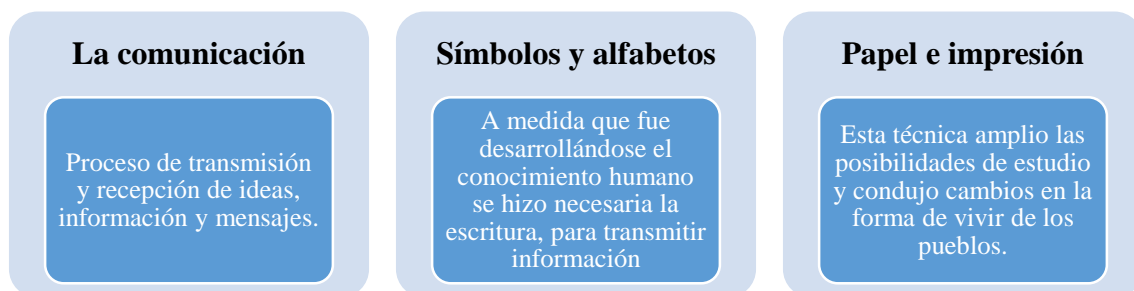 La comunicación
Proceso de transmisión
y recepción de ideas,
información y mensajes.
Símbolos y alfabetos
A medida que fue
desarrollándose el
conocimiento humano
se hizo necesaria la
escritura, para transmitir
información
Papel e impresión
Esta técnica amplio las
posibilidades de estudio
y condujo cambios en la
forma de vivir de los
pueblos.